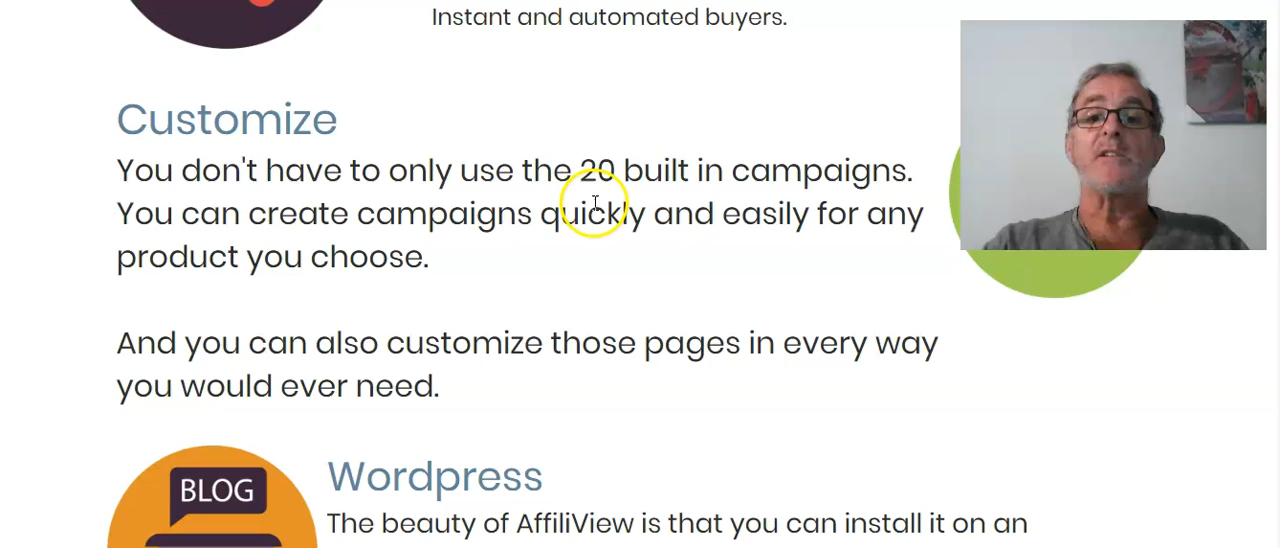 Instant and automated buyers.
Customize
You don't have to only use the 20 built in campaigns.
You can create campaigns quickly and easily for any
product you choose.
And you can also customize those pages in every way
you would ever need.
BLOG
Wordpress
The beauty of AffiliView is that you can install it on an